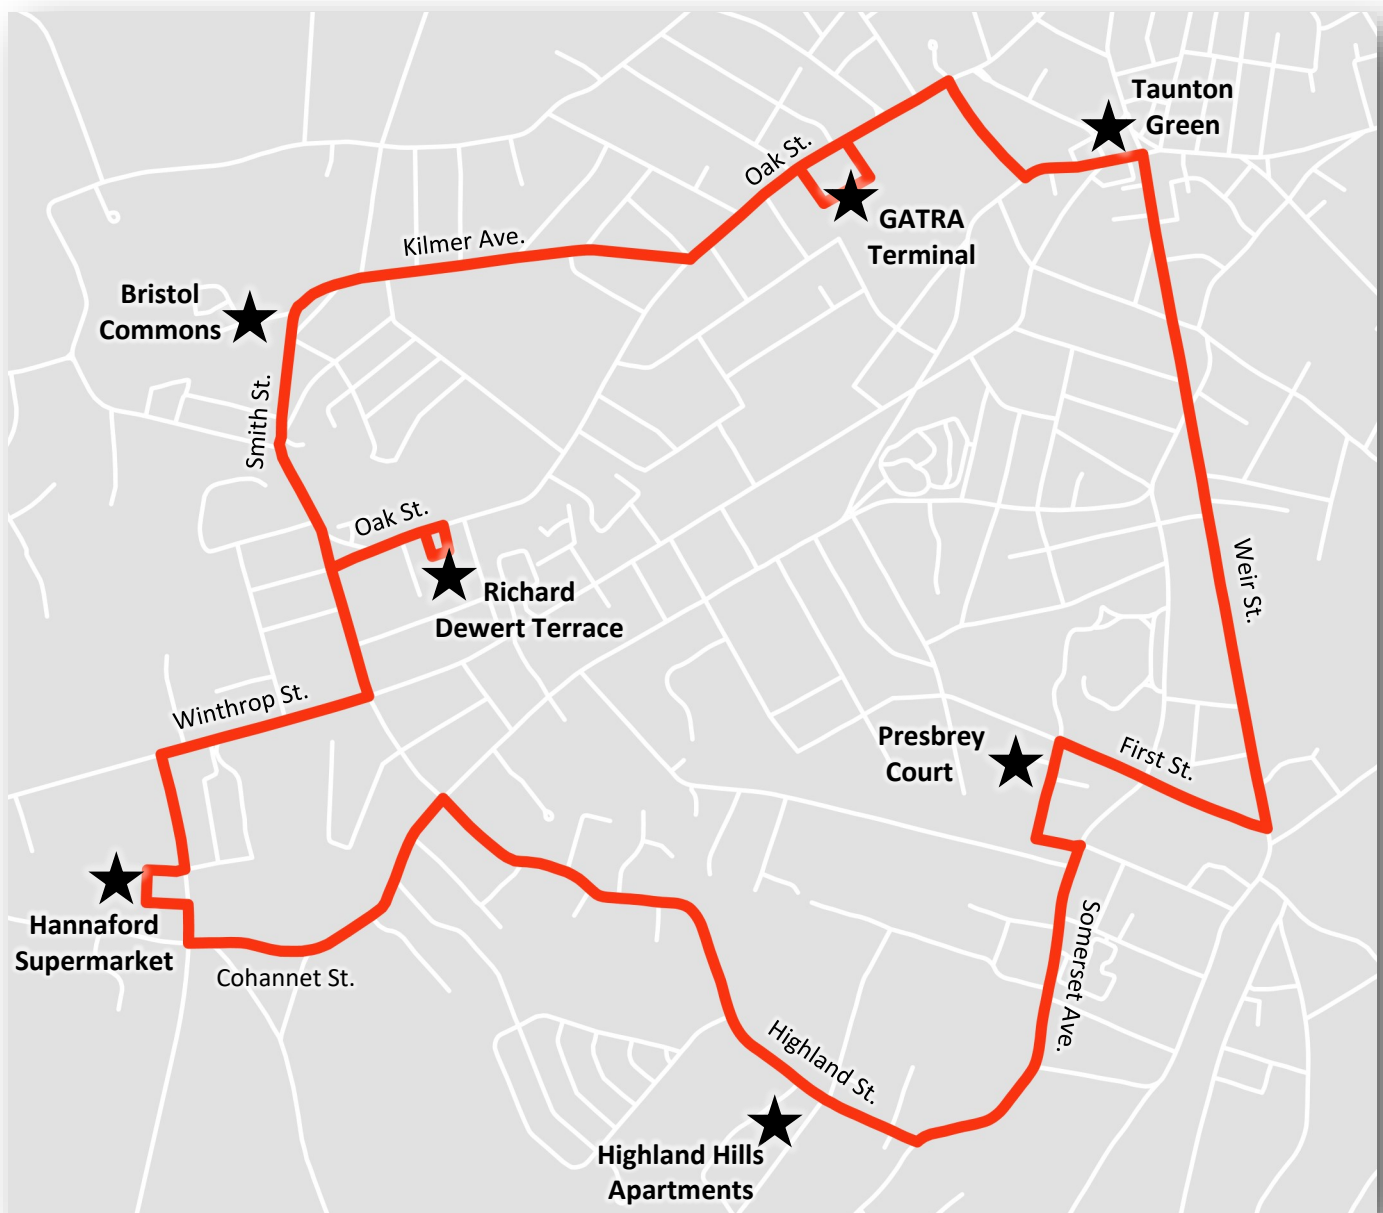 Taunton
Green
Oak St.
GATRA
Terminal
Kilmer Ave.
Bristol
Commons
Smith St.
Oak St.
Richard
Dewert Terrace
Weir St.
Winthrop St.
Presbrey
Court
First St.
Hannaford
Supermarket
Cohannet St.
Somerset Ave.
Highland St.
Highland Hills
Apartments